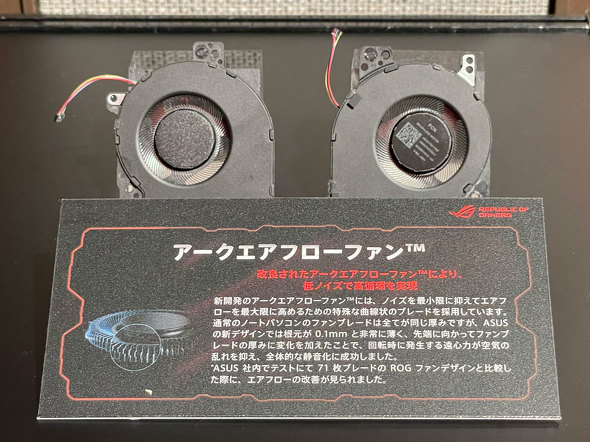 FCN
REPUBLIC OF
GAMERS
アークエアフローファン™
改良されたアークエアフローファン™により、
低ノイズで高循環を実現
新開発のアークエアフローファン™には、ノイズを最小限に抑えてエアフ
ローを最大限に高めるための特殊な曲線状のブレードを採用しています。
通常のノートパソコンのファンブレードは全てが同じ厚みですが、ASUS
の新デザインでは根元が 0.1mm と非常に薄く、先端に向かってファンブ
レードの厚みに変化を加えたことで、回転時に発生する遠心力が空気の
乱れを抑え、全体的な静音化に成功しました。
*ASUS 社内でテストにて 71 枚ブレードの ROG ファンデザインと比較し
た際に、エアフローの改善が見られました。